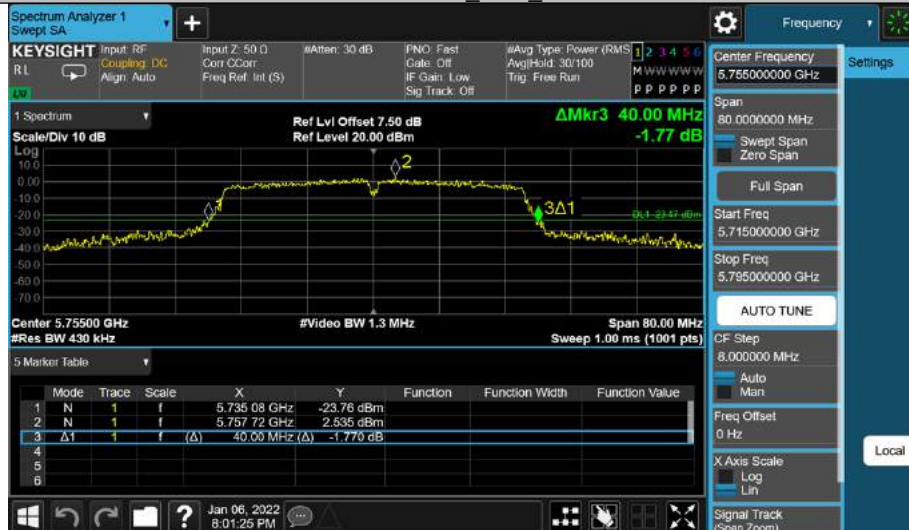 Spectrum Analyzer 1
Swept SA
Frequency
KEYSIGHT
RL
Input: RF
Coupling: DC
Align: Auto
Input Z: 50 Ω
Corr CCorr
Freq Ref: Int (S)
#Atten: 30 dB
PNO: Fast
Gate: Off
IF Gain: Low
Sig Track: Off
#Avg Type: Power (RMS
Avg|Hold: 30/100
Trig: Free Run
1 2 3 4 5 6
M W W W W W
P P P P P P
1 Spectrum
Scale/Div 10 dB
Log
Ref Lvl Offset 7.50 dB
Ref Level 20.00 dBm
ΔMkr3 40.00 MHz
-1.77 dB
10.0
0.00
-10.0
-20.0
-30.0
-40.0
-50.0
-60.0
-70.0
2
3Δ1
DL1 -23.47 dBm
Center 5.75500 GHz
#Video BW 1.3 MHz
Span 80.00 MHz
#Res BW 430 kHz
Sweep 1.00 ms (1001 pts)
5 Marker Table
Mode Trace Scale X Y Function Function Width Function Value
1 N 1 f 5.735 08 GHz -23.76 dBm
2 N 1 f 5.757 72 GHz 2.535 dBm
3 Δ1 1 f (Δ) 40.00 MHz (Δ) -1.770 dB
4
5
6
Jan 06, 2022
8:01:25 PM
Center Frequency
5.755000000 GHz
Span
80.0000000 MHz
Swept Span
Zero Span
Full Span
Start Freq
5.715000000 GHz
Stop Freq
5.795000000 GHz
AUTO TUNE
CF Step
8.000000 MHz
Auto
Man
Freq Offset
0 Hz
X Axis Scale
Log
Lin
Signal Track
(Span Zoom)
Settings
Local